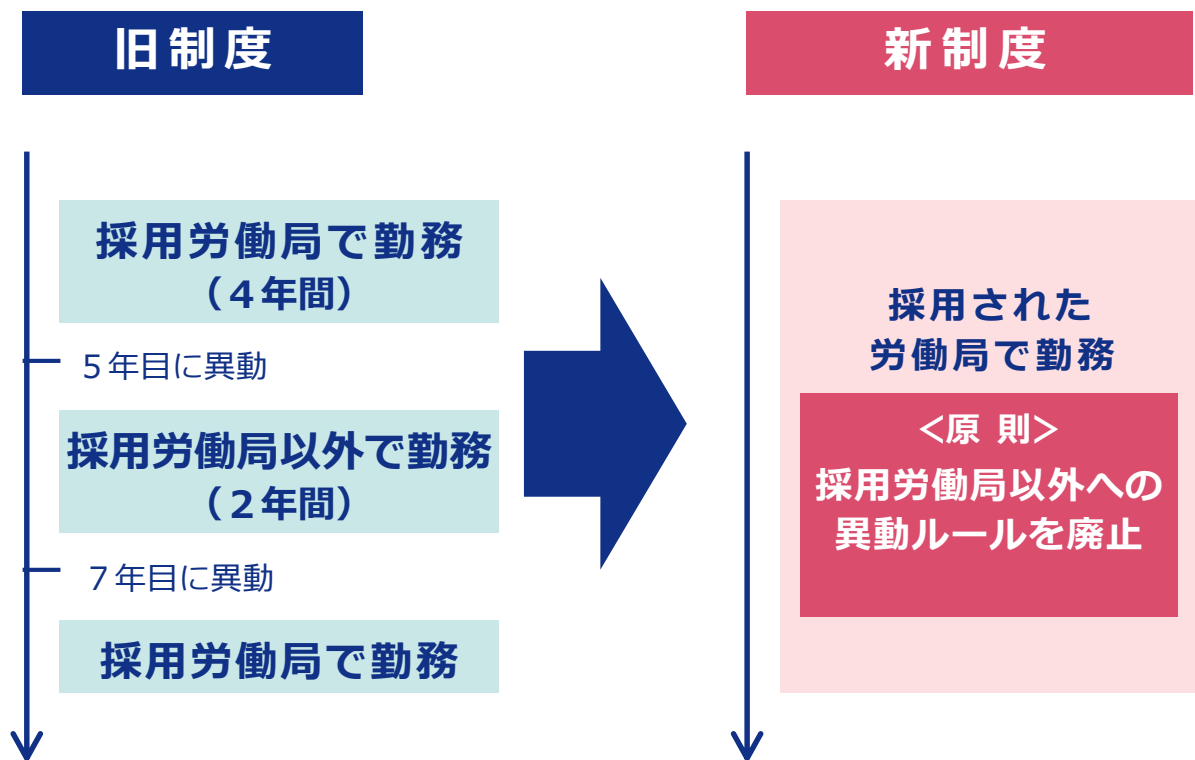 旧制度
採用労働局で勤務
（４年間）
５年目に異動
採用労働局以外で勤務
（２年間）
７年目に異動
採用労働局で勤務
新制度
採用された
労働局で勤務
＜原 則＞
採用労働局以外への
異動ルールを廃止